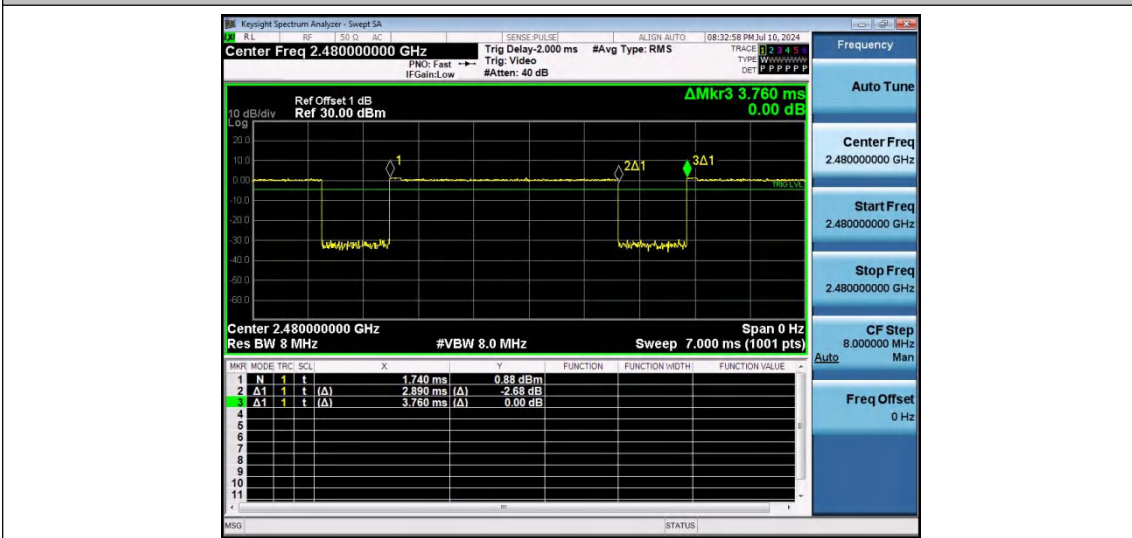 Keysight Spectrum Analyzer - Swept SA
LXI RL RF 50 Ω AC SENSE:PULSE ALIGN AUTO 08:32:58 PM Jul 10, 2024
Center Freq 2.480000000 GHz Trig Delay-2.000 ms #Avg Type: RMS TRACE 1 2 3 4 5 6
PNO: Fast Trig: Video TYPE W
IFGain:Low #Atten: 40 dB DET P P P P P P
Frequency
Auto Tune
Center Freq
2.480000000 GHz
Start Freq
2.480000000 GHz
Stop Freq
2.480000000 GHz
CF Step
8.000000 MHz
Auto Man
Freq Offset
0 Hz
ΔMkr3 3.760 ms
0.00 dB
Ref Offset 1 dB
10 dB/div Ref 30.00 dBm
Log
20.0
10.0
0.00
-10.0
-20.0
-30.0
-40.0
-50.0
-60.0
1
2Δ1
3Δ1
TRIG LVL
Center 2.480000000 GHz Span 0 Hz
Res BW 8 MHz #VBW 8.0 MHz Sweep 7.000 ms (1001 pts)
MKR MODE TRC SCL X Y FUNCTION FUNCTION WIDTH FUNCTION VALUE
1 N 1 t 1.740 ms 0.88 dBm
2 Δ1 1 t (Δ) 2.890 ms (Δ) -2.68 dB
3 Δ1 1 t (Δ) 3.760 ms (Δ) 0.00 dB
4
5
6
7
8
9
10
11
MSG STATUS